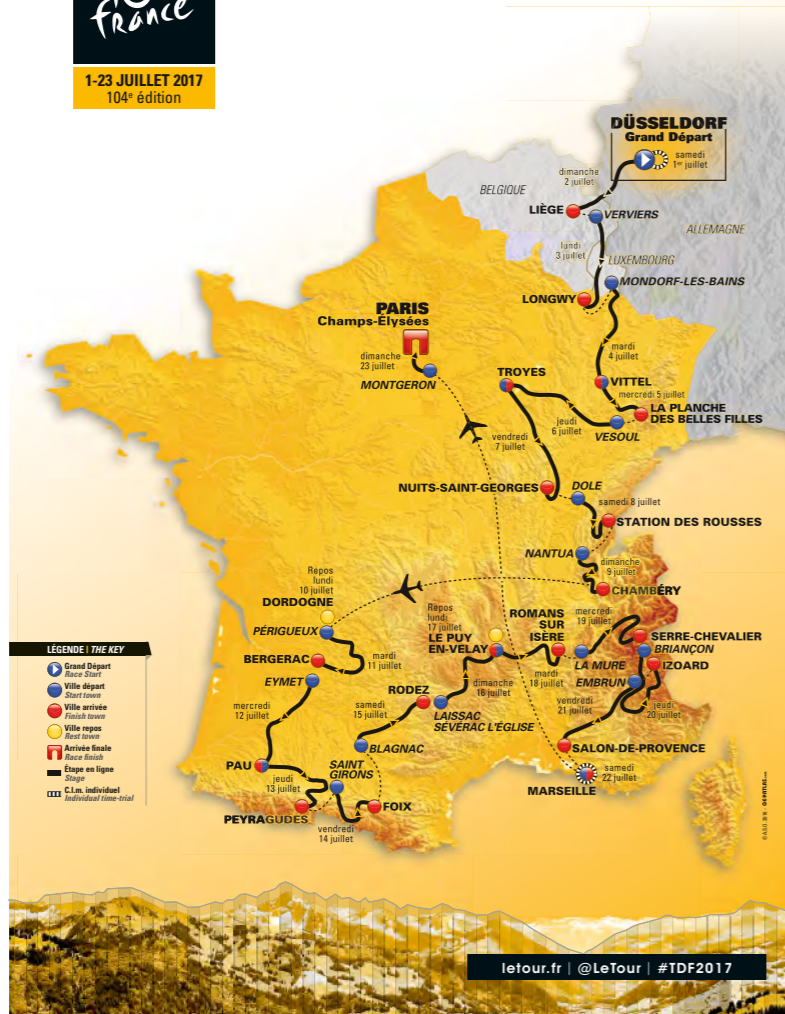 france
1-23 JUILLET 2017
104e édition
DÜSSELDORF
Grand Départ
samedi
1er juillet
dimanche
2 juillet
BELGIQUE
LIÈGE
VERVIERS
ALLEMAGNE
lundi
3 juillet
LUXEMBOURG
MONDORF-LES-BAINS
LONGWY
PARIS
Champs-Élysées
dimanche
23 juillet
MONTGERON
mardi
4 juillet
TROYES
VITTEL
mercredi 5 juillet
LA PLANCHE
DES BELLES FILLES
jeudi
6 juillet
VESOUL
vendredi
7 juillet
NUITS-SAINT-GEORGES
DOLE
samedi 8 juillet
STATION DES ROUSSES
NANTUA
dimanche
9 juillet
CHAMBÉRY
Repos
lundi
10 juillet
DORDOGNE
PÉRIGUEUX
Repos
lundi
17 juillet
LE PUY
EN-VELAY
ROMANS
SUR
ISÈRE
mercredi
19 juillet
SERRE-CHEVALIER
BRIANÇON
IZOARD
LA MURE
EMBRUN
BERGERAC
mardi
11 juillet
EYMET
mardi
18 juillet
dimanche
16 juillet
RODEZ
LAISSAC
SÉVÉRAC L'ÉGLISE
jeudi
20 juillet
vendredi
21 juillet
mercredi
12 juillet
samedi
15 juillet
BLAGNAC
SALON-DE-PROVENCE
PAU
SAINT
GIRONS
jeudi
13 juillet
samedi
22 juillet
MARSEILLE
PEYRAGUDES
FOIX
vendredi
14 juillet
LÉGENDE | THE KEY
Grand Départ
Race Start
Ville départ
Start town
Ville arrivée
Finish town
Ville repos
Rest town
Arrivée finale
Race finish
Étape en ligne
Stage
C.l.m. individuel
Individual time-trial
letour.fr | @LeTour | #TDF2017